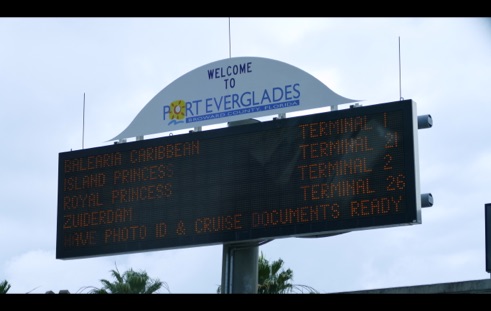 WELCOME
TO
PORT EVERGLADES
BROWARD COUNTY, FLORIDA
BALEARIA CARIBBEAN TERMINAL 1
ISLAND PRINCESS TERMINAL 21
ROYAL PRINCESS TERMINAL 2
ZUIDERDAM TERMINAL 26
HAVE PHOTO ID & CRUISE DOCUMENTS READY